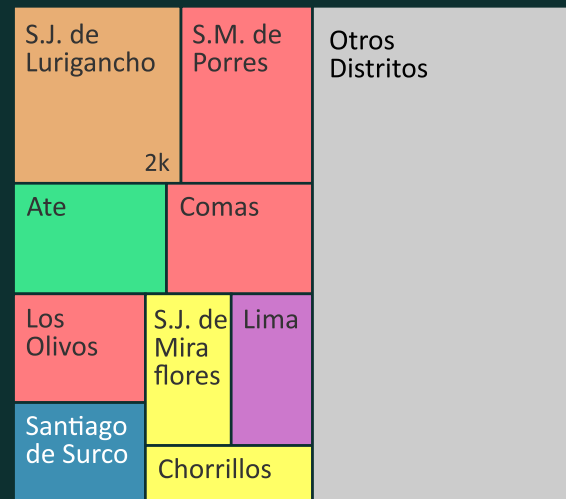 S.J. de
Lurigancho
2k
S.M. de
Porres
Otros
Distritos
Ate
Comas
Los
Olivos
S.J. de
Mira
flores
Lima
Santiago
de Surco
Chorrillos